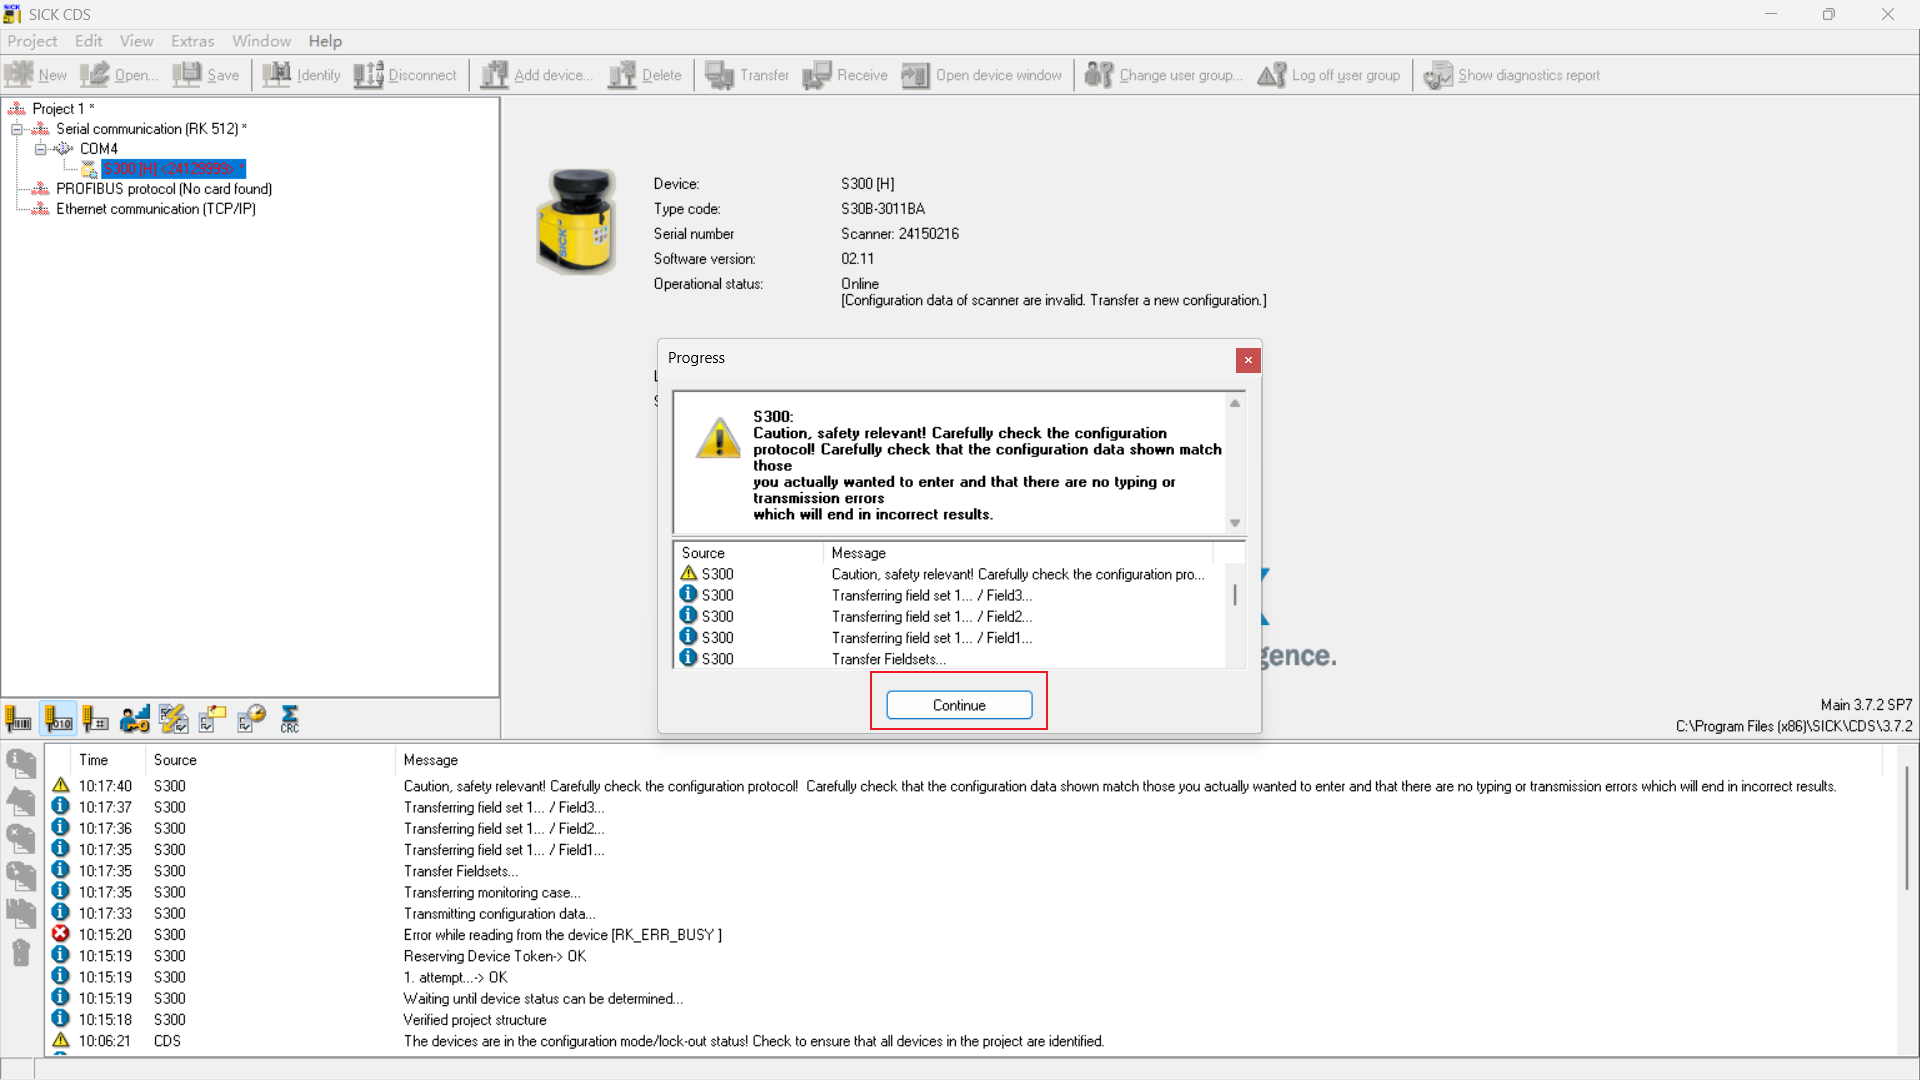 SICK CDS
Project Edit View Extras Window Help
New Open... Save Identify Disconnect Add device... Delete Transfer Receive Open device window Change user group... Log off user group Show diagnostics report
Project 1 *
Serial communication (RK 512) *
COM4
S300 [H] <24129999> *
PROFIBUS protocol (No card found)
Ethernet communication (TCP/IP)
SICK
Device: S300 [H]
Type code: S30B-3011BA
Serial number Scanner: 24150216
Software version: 02.11
Operational status: Online
[Configuration data of scanner are invalid. Transfer a new configuration.]
Progress
S300:
Caution, safety relevant! Carefully check the configuration
protocol! Carefully check that the configuration data shown match
those
you actually wanted to enter and that there are no typing or
transmission errors
which will end in incorrect results.
Source Message
S300 Caution, safety relevant! Carefully check the configuration pro...
S300 Transferring field set 1... / Field3...
S300 Transferring field set 1... / Field2...
S300 Transferring field set 1... / Field1...
S300 Transfer Fieldsets...
Continue
gence.
Main 3.7.2 SP7
C:\Program Files (x86)\SICK\CDS\3.7.2
CRC
Time Source Message
10:17:40 S300 Caution, safety relevant! Carefully check the configuration protocol! Carefully check that the configuration data shown match those you actually wanted to enter and that there are no typing or transmission errors which will end in incorrect results.
10:17:37 S300 Transferring field set 1... / Field3...
10:17:36 S300 Transferring field set 1... / Field2...
10:17:35 S300 Transferring field set 1... / Field1...
10:17:35 S300 Transfer Fieldsets...
10:17:35 S300 Transferring monitoring case...
10:17:33 S300 Transmitting configuration data...
10:15:20 S300 Error while reading from the device [RK_ERR_BUSY ]
10:15:19 S300 Reserving Device Token-> OK
10:15:19 S300 1. attempt...-> OK
10:15:19 S300 Waiting until device status can be determined...
10:15:18 S300 Verified project structure
10:06:21 CDS The devices are in the configuration mode/lock-out status! Check to ensure that all devices in the project are identified.